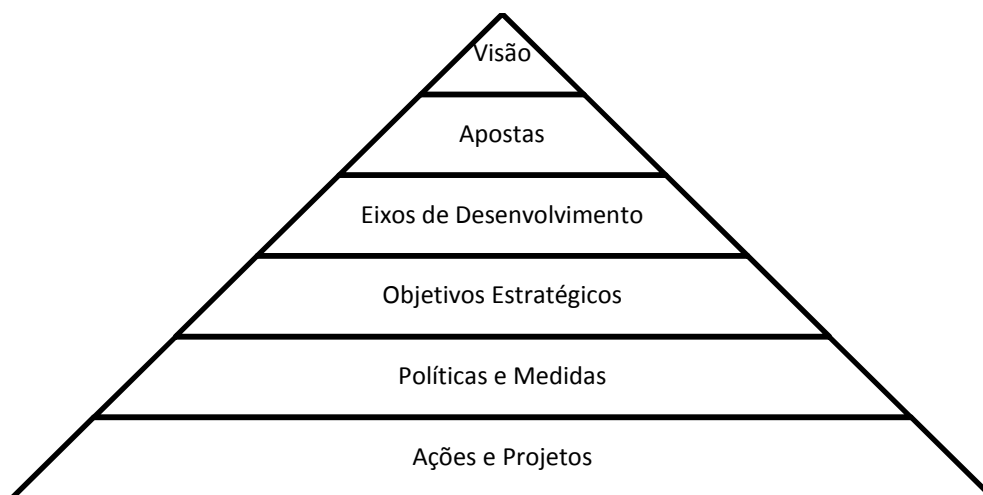 Visão
Apostas
Eixos de Desenvolvimento
Objetivos Estratégicos
Políticas e Medidas
Ações e Projetos